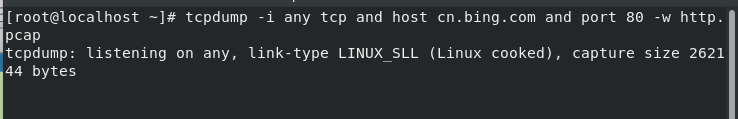 [root@localhost ~]# tcpdump -i any tcp and host cn.bing.com and port 80 -w http.
pcap
tcpdump: listening on any, link-type LINUX_SLL (Linux cooked), capture size 2621
44 bytes